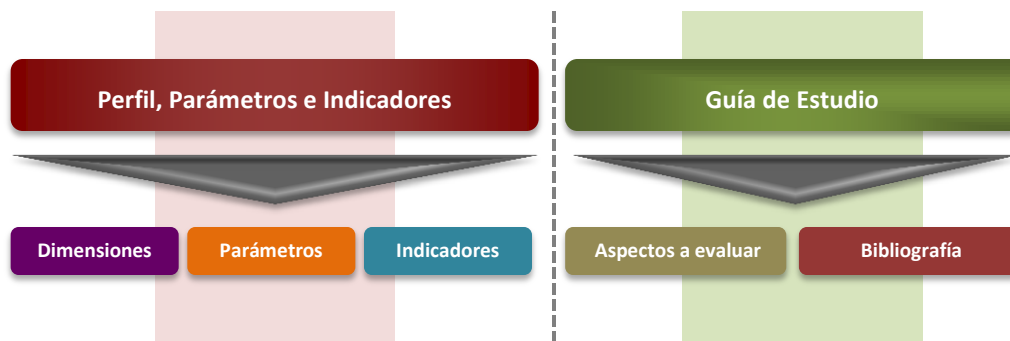 Perfil, Parámetros e Indicadores
Guía de Estudio
Dimensiones
Parámetros
Indicadores
Aspectos a evaluar
Bibliografía